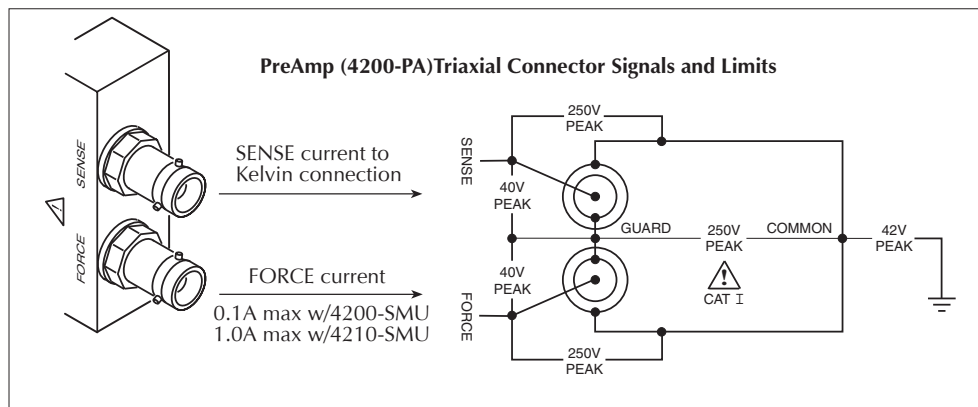 PreAmp (4200-PA)Triaxial Connector Signals and Limits
SENSE
FORCE
SENSE current to
Kelvin connection
FORCE current
0.1A max w/4200-SMU
1.0A max w/4210-SMU
250V
PEAK
SENSE
40V
PEAK
GUARD
250V
PEAK
COMMON
42V
PEAK
40V
PEAK
CAT I
FORCE
250V
PEAK